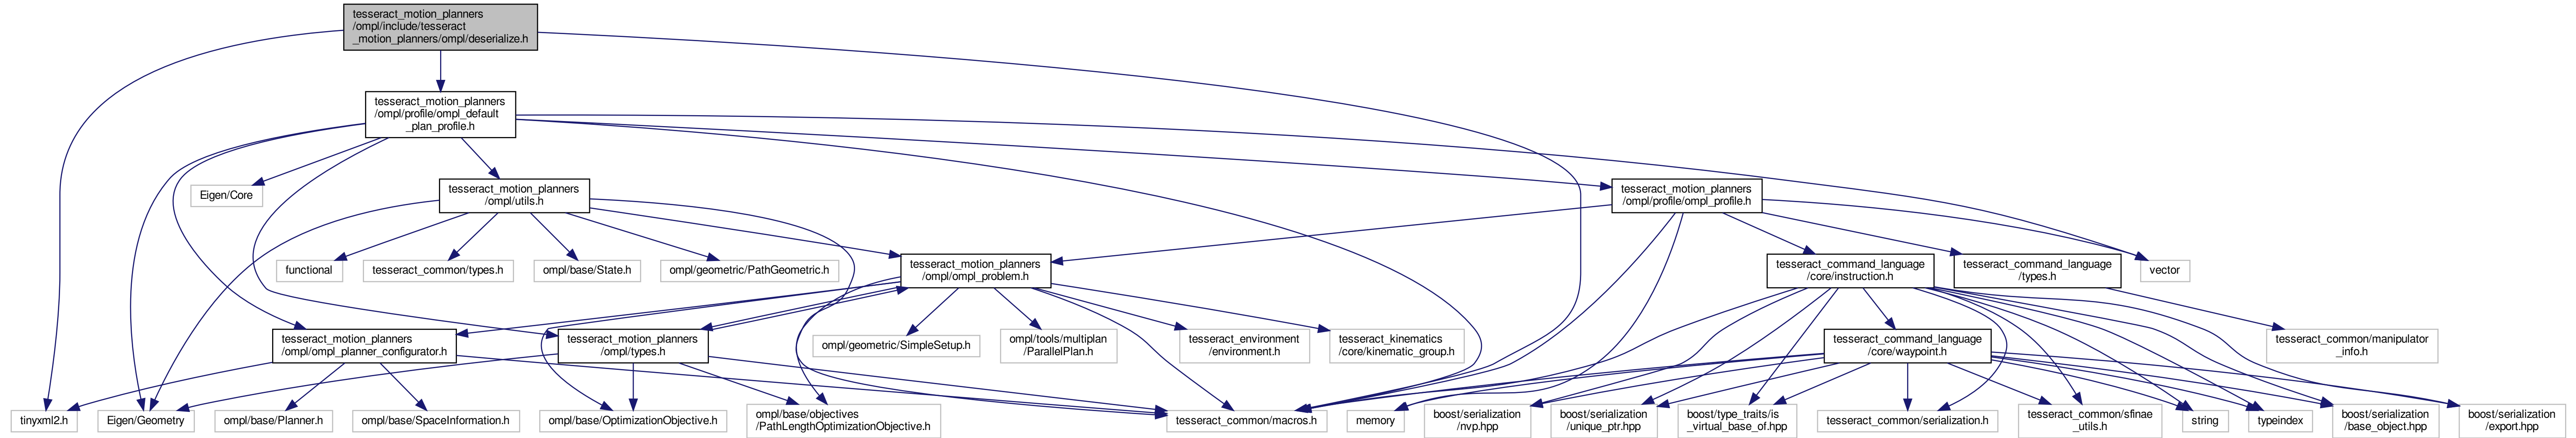 tesseract_motion_planners
/ompl/include/tesseract
_motion_planners/ompl/deserialize.h
tesseract_motion_planners
/ompl/profile/ompl_default
_plan_profile.h
Eigen/Core
tesseract_motion_planners
/ompl/utils.h
tesseract_motion_planners
/ompl/profile/ompl_profile.h
functional
tesseract_common/types.h
ompl/base/State.h
ompl/geometric/PathGeometric.h
tesseract_motion_planners
/ompl/ompl_problem.h
tesseract_command_language
/core/instruction.h
tesseract_command_language
/types.h
vector
tesseract_motion_planners
/ompl/ompl_planner_configurator.h
tesseract_motion_planners
/ompl/types.h
ompl/geometric/SimpleSetup.h
ompl/tools/multiplan
/ParallelPlan.h
tesseract_environment
/environment.h
tesseract_kinematics
/core/kinematic_group.h
tesseract_command_language
/core/waypoint.h
tesseract_common/manipulator
_info.h
tinyxml2.h
Eigen/Geometry
ompl/base/Planner.h
ompl/base/SpaceInformation.h
ompl/base/OptimizationObjective.h
ompl/base/objectives
/PathLengthOptimizationObjective.h
tesseract_common/macros.h
memory
boost/serialization
/nvp.hpp
boost/serialization
/unique_ptr.hpp
boost/type_traits/is
_virtual_base_of.hpp
tesseract_common/serialization.h
tesseract_common/sfinae
_utils.h
string
typeindex
boost/serialization
/base_object.hpp
boost/serialization
/export.hpp